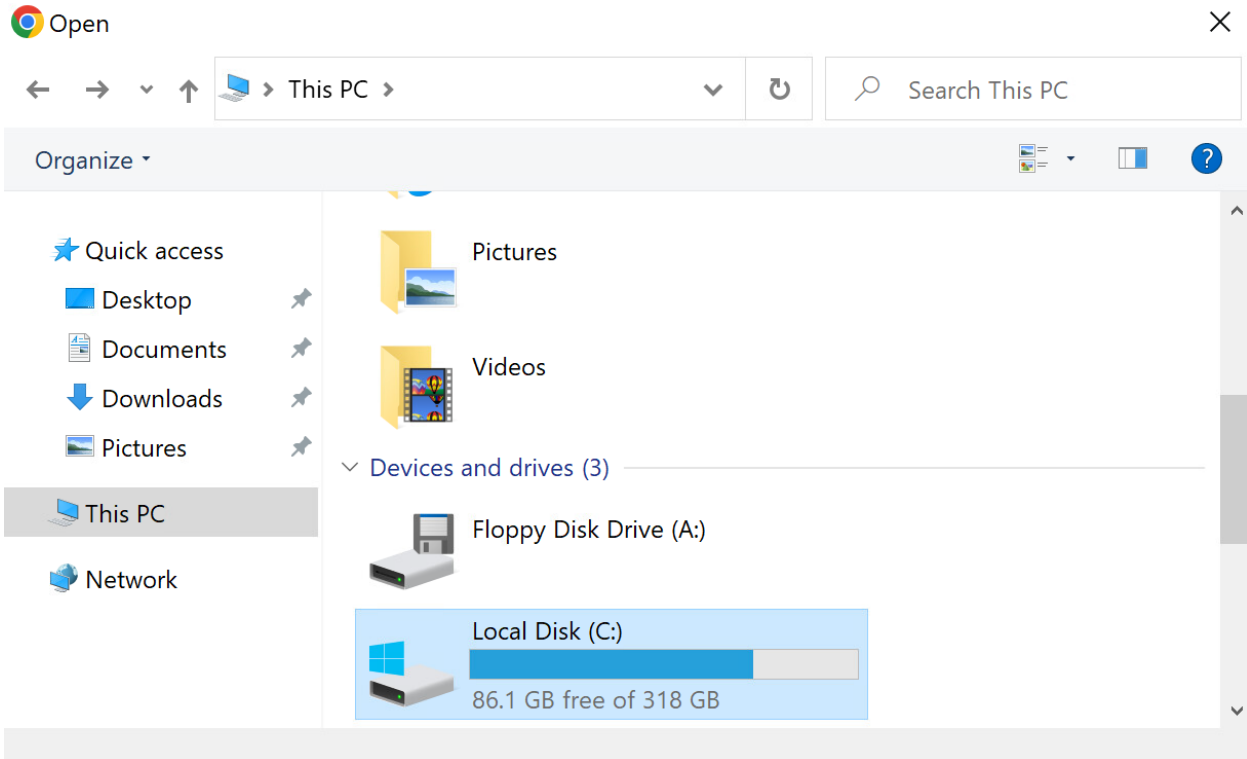 Open
This PC
Search This PC
Organize
?
Quick access
Desktop
Documents
Downloads
Pictures
This PC
Network
Pictures
Videos
Devices and drives (3)
Floppy Disk Drive (A:)
Local Disk (C:)
86.1 GB free of 318 GB